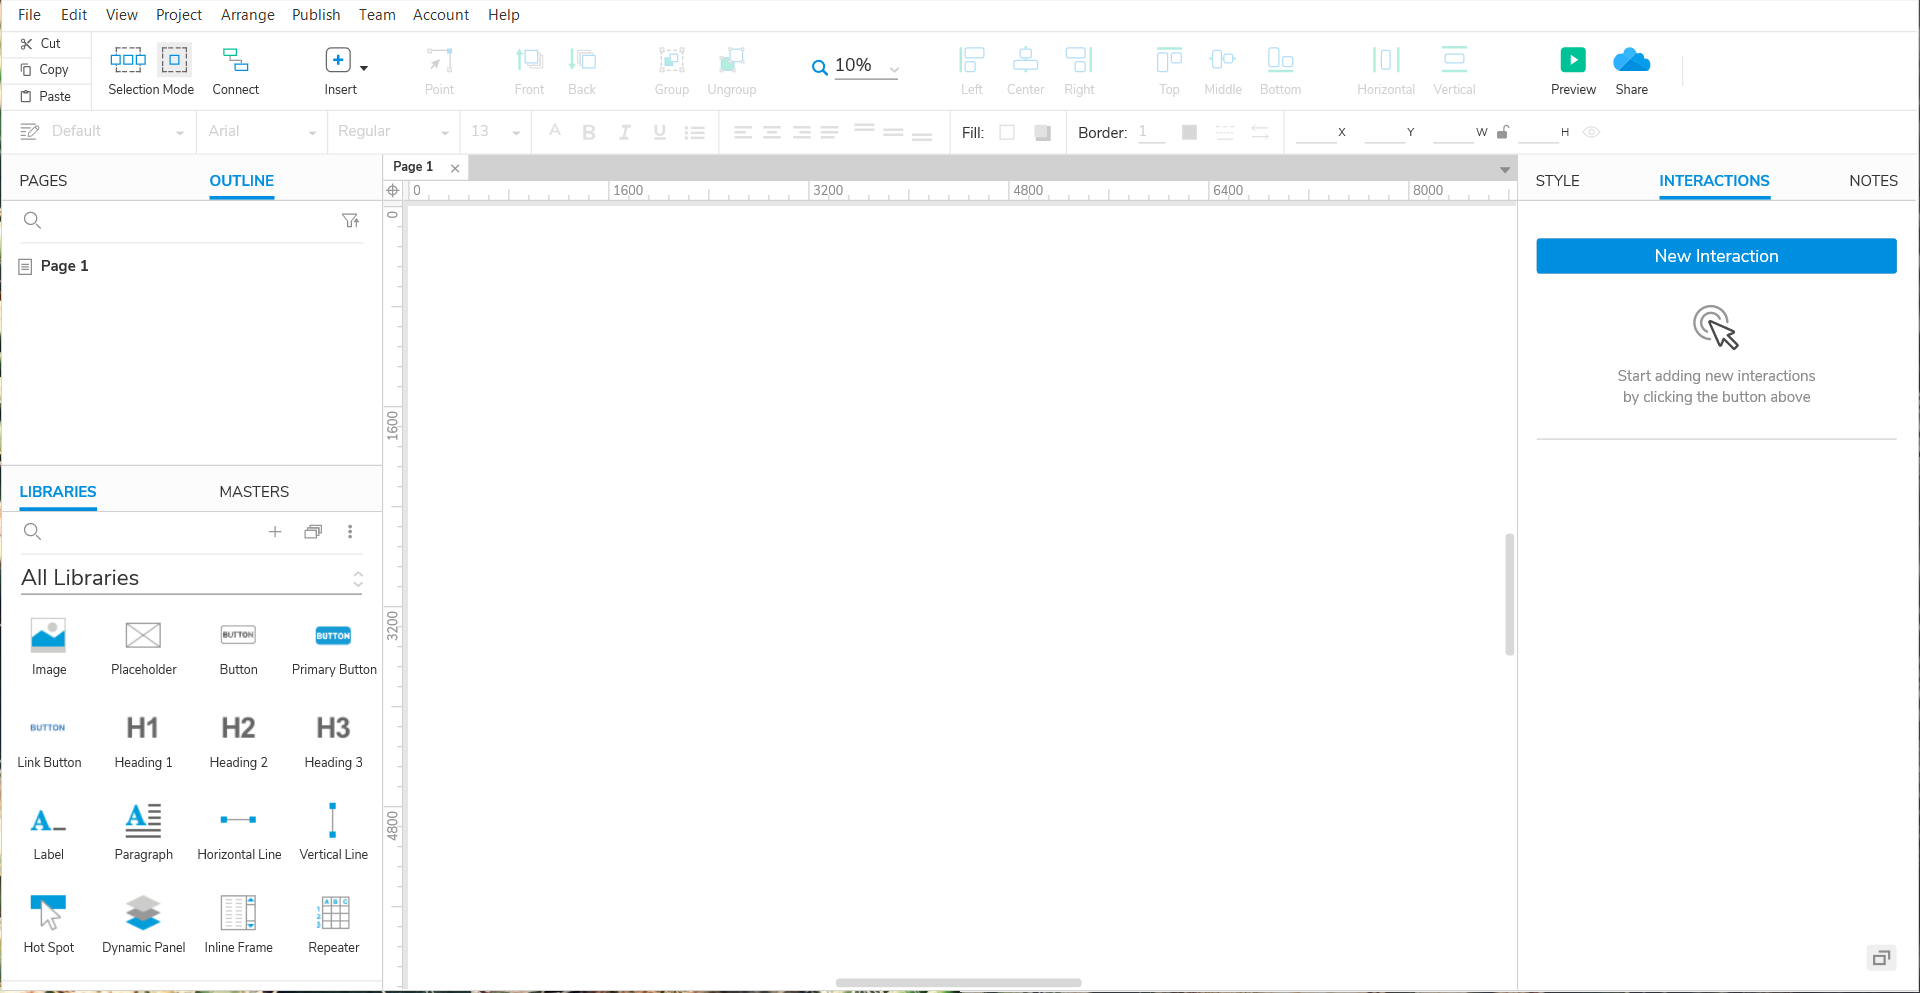 File Edit View Project Arrange Publish Team Account Help
Cut
Copy
Paste
Selection Mode Connect Insert Point Front Back Group Ungroup 10% Left Center Right Top Middle Bottom Horizontal Vertical Preview Share
Default Arial Regular 13 A B I U Fill: Border: 1 X Y W H
PAGES OUTLINE
Page 1
Page 1
0 1600 3200 4800 6400 8000
0
1600
3200
4800
STYLE INTERACTIONS NOTES
New Interaction
Start adding new interactions
by clicking the button above
LIBRARIES MASTERS
All Libraries
BUTTON BUTTON
Image Placeholder Button Primary Button
BUTTON H1 H2 H3
Link Button Heading 1 Heading 2 Heading 3
A A
Label Paragraph Horizontal Line Vertical Line
A B C
1
2
3
Hot Spot Dynamic Panel Inline Frame Repeater